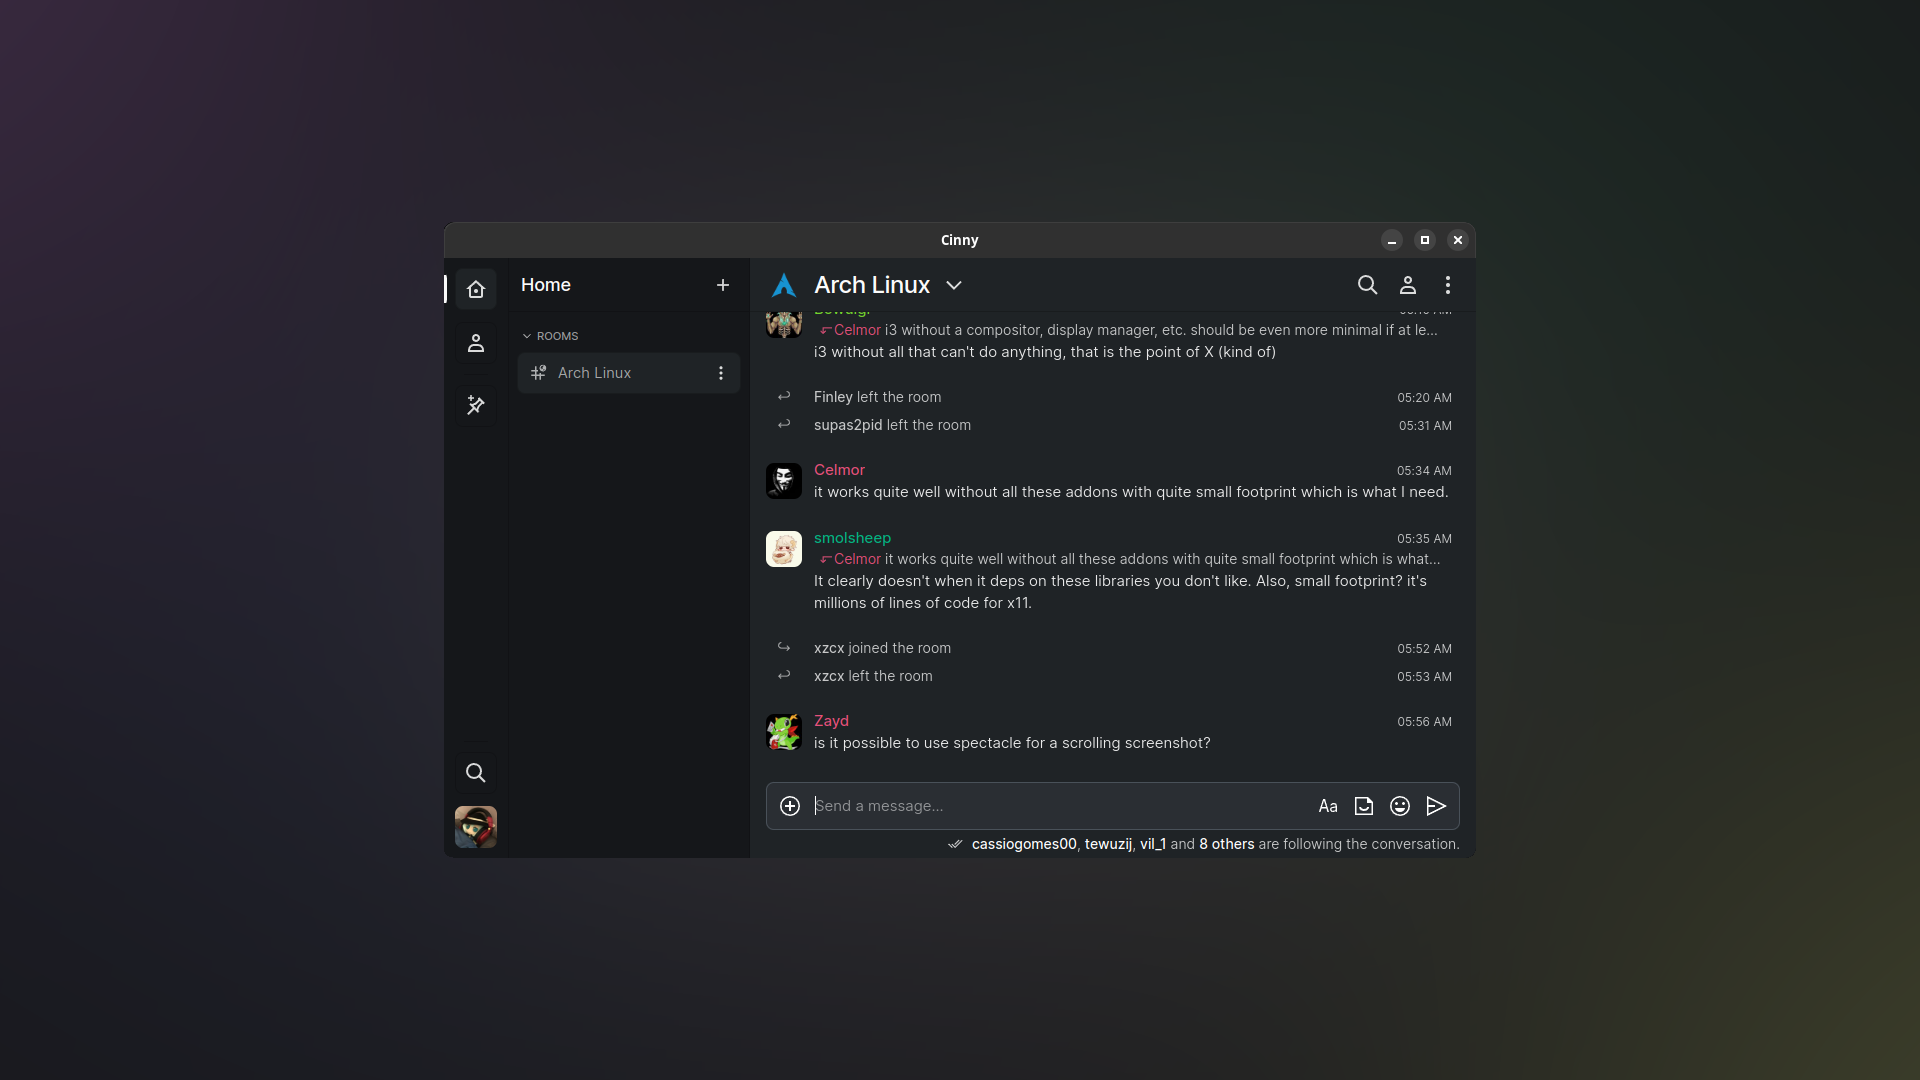 Cinny
Home
Arch Linux
ROOMS
Arch Linux
Celmor i3 without a compositor, display manager, etc. should be even more minimal if at le...
i3 without all that can't do anything, that is the point of X (kind of)
Finley left the room 05:20 AM
supas2pid left the room 05:31 AM
Celmor 05:34 AM
it works quite well without all these addons with quite small footprint which is what I need.
smolsheep 05:35 AM
Celmor it works quite well without all these addons with quite small footprint which is what...
It clearly doesn't when it deps on these libraries you don't like. Also, small footprint? it's
millions of lines of code for x11.
xzcx joined the room 05:52 AM
xzcx left the room 05:53 AM
Zayd 05:56 AM
is it possible to use spectacle for a scrolling screenshot?
Send a message... Aa
cassiogomes00, tewuzij, vil_1 and 8 others are following the conversation.